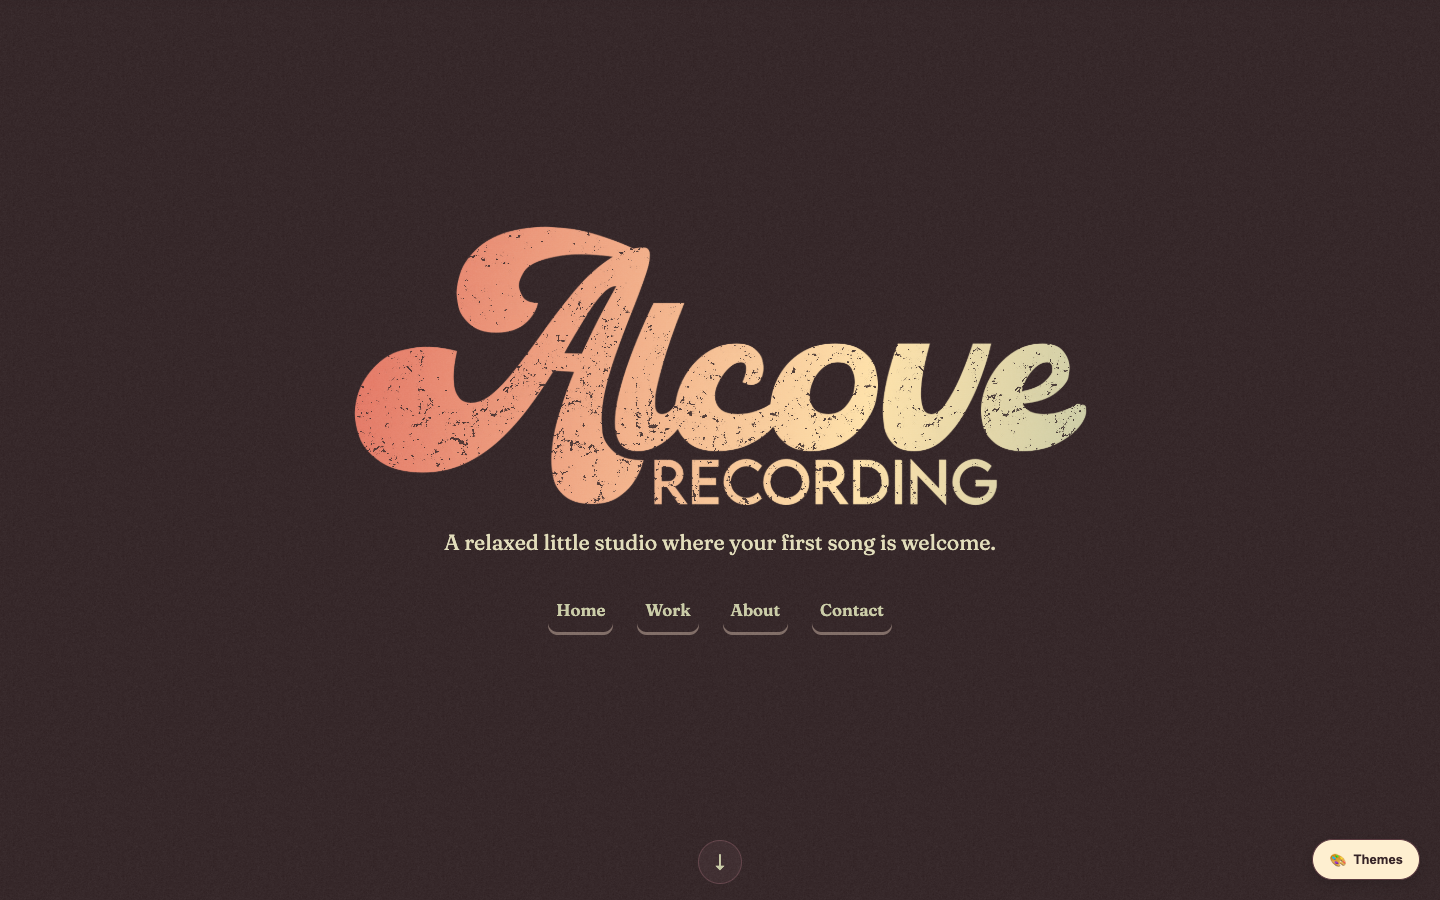 Alcove
RECORDING
A relaxed little studio where your first song is welcome.
Home Work About Contact
Themes